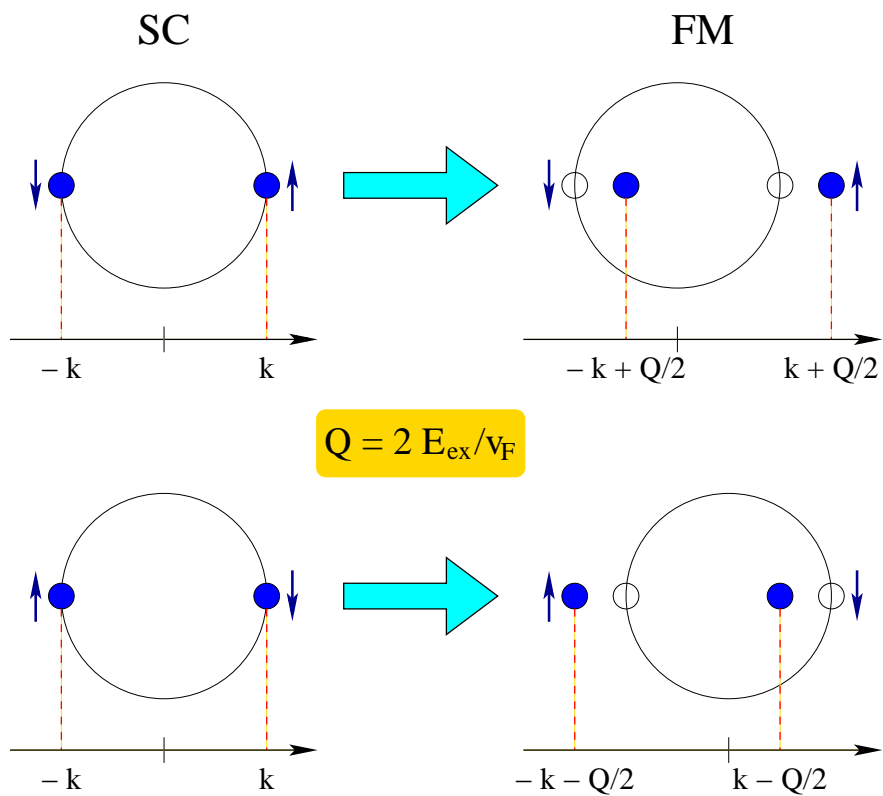 SC FM
− k k − k + Q/2 k + Q/2
Q = 2 E_ex/v_F
− k k − k − Q/2 k − Q/2